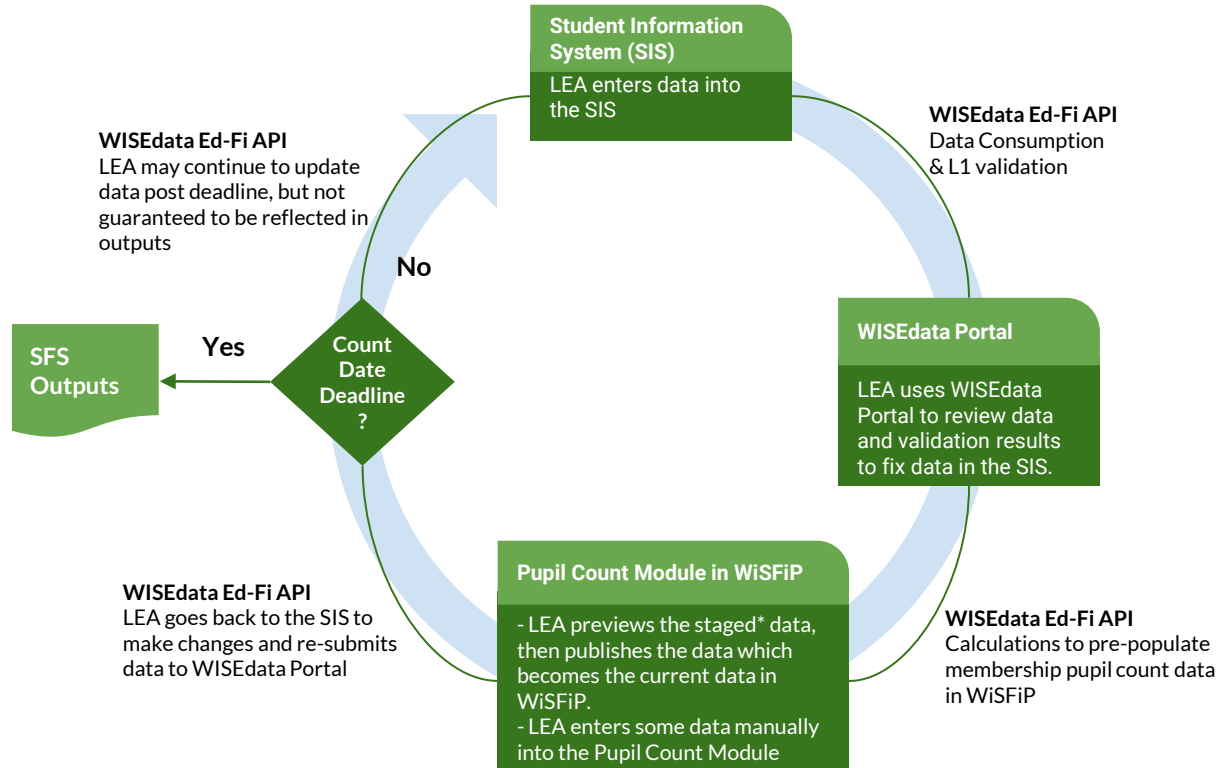 Student Information
System (SIS)
LEA enters data into
the SIS
WISEdata Ed-Fi API
Data Consumption
& L1 validation
WISEdata Portal
LEA uses WISEdata
Portal to review data
and validation results
to fix data in the SIS.
WISEdata Ed-Fi API
Calculations to pre-populate
membership pupil count data
in WiSFiP
Pupil Count Module in WiSFiP
- LEA previews the staged* data,
then publishes the data which
becomes the current data in
WiSFiP.
- LEA enters some data manually
into the Pupil Count Module
WISEdata Ed-Fi API
LEA goes back to the SIS to
make changes and re-submits
data to WISEdata Portal
Count
Date
Deadline
?
Yes
SFS
Outputs
No
WISEdata Ed-Fi API
LEA may continue to update
data post deadline, but not
guaranteed to be reflected in
outputs